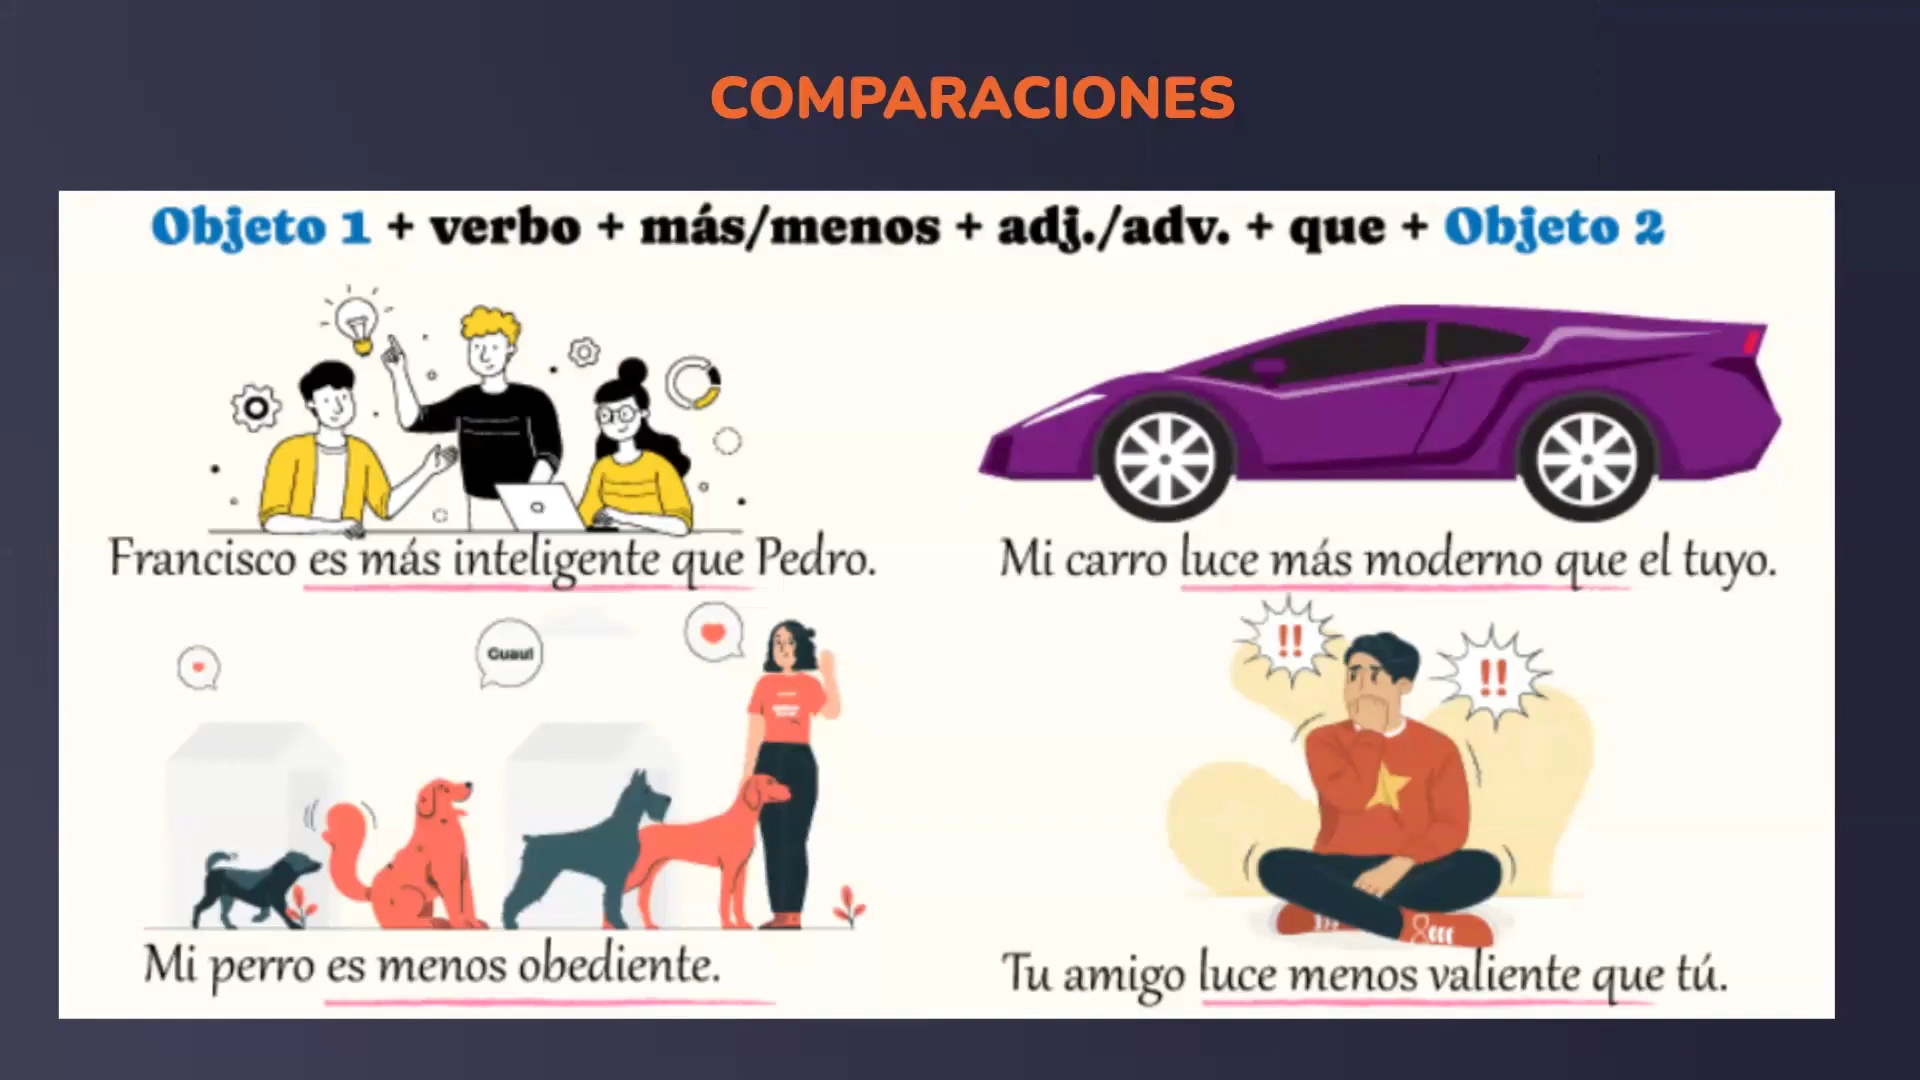 COMPARACIONES
Objeto 1 + verbo + más/menos + adj./adv. + que + Objeto 2
Francisco es más inteligente que Pedro.
Mi carro luce más moderno que el tuyo.
Guau!
!!
!!
Mi perro es menos obediente.
Tu amigo luce menos valiente que tú.